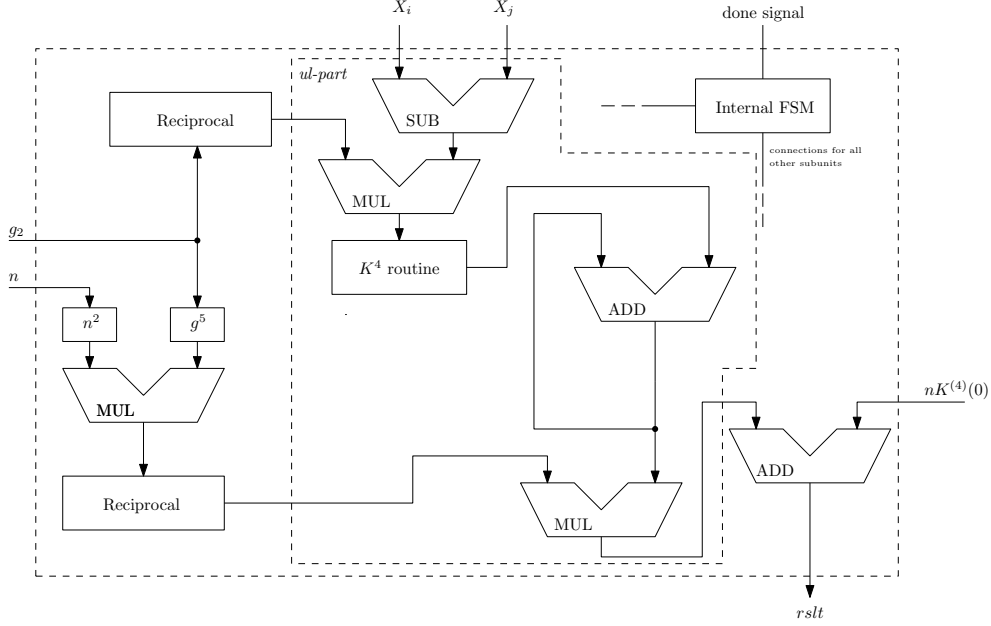 X_i
X_j
done signal
ul-part
Reciprocal
SUB
Internal FSM
connections for all
other subunits
MUL
g_2
K^4 routine
n
ADD
n^2
g^5
MUL
nK^{(4)}(0)
ADD
Reciprocal
MUL
rslt